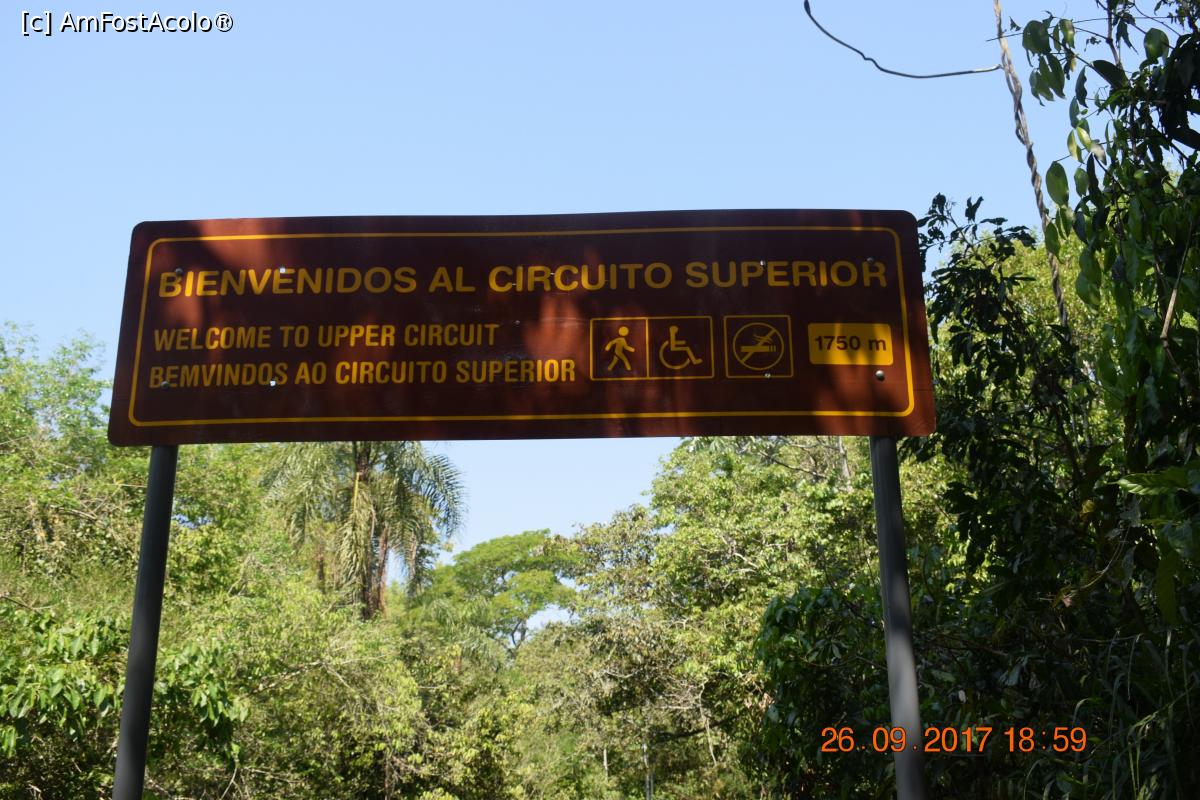 [c] AmFostAcolo®
BIENVENIDOS AL CIRCUITO SUPERIOR
WELCOME TO UPPER CIRCUIT
BEMVINDOS AO CIRCUITO SUPERIOR
1750 m
26.09.2017 18:59